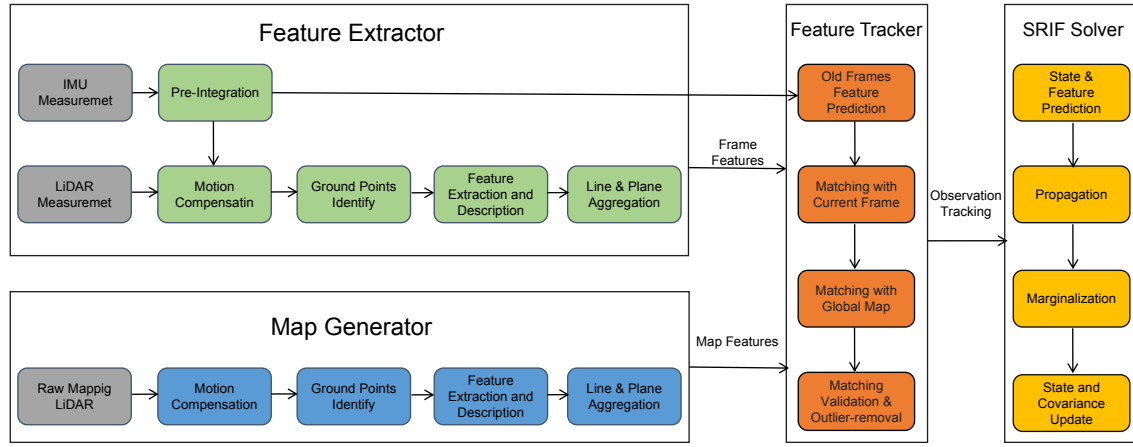 Feature Extractor
IMU
Measuremet
Pre-Integration
LiDAR
Measuremet
Motion
Compensatin
Ground Points
Identify
Feature
Extraction and
Description
Line & Plane
Aggregation
Frame
Features
Map Generator
Raw Mappig
LiDAR
Motion
Compensation
Ground Points
Identify
Feature
Extraction and
Description
Line & Plane
Aggregation
Map Features
Feature Tracker
Old Frames
Feature
Prediction
Matching with
Current Frame
Matching with
Global Map
Matching
Validation &
Outlier-removal
Observation
Tracking
SRIF Solver
State &
Feature
Prediction
Propagation
Marginalization
State and
Covariance
Update